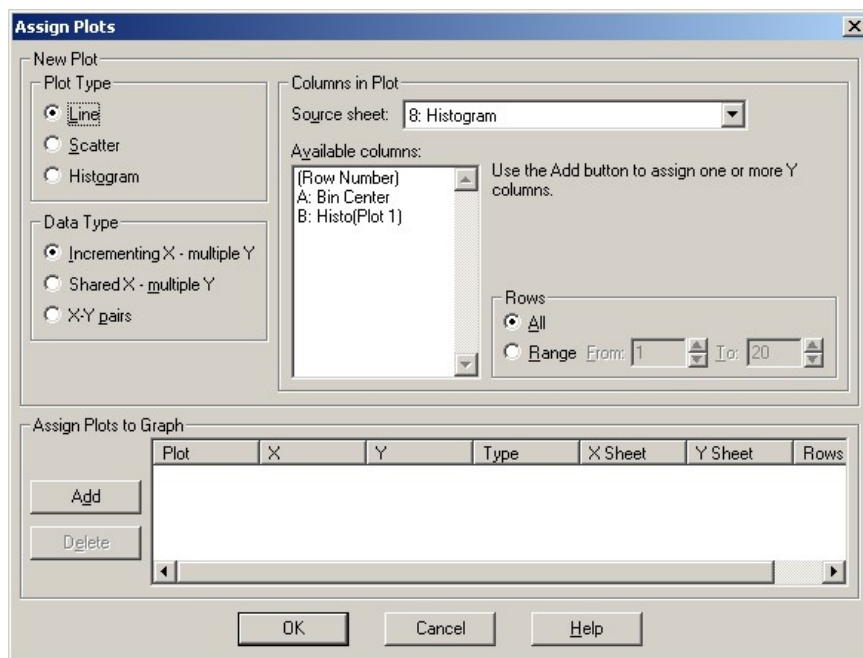 Assign Plots
New Plot
Plot Type
Line
Scatter
Histogram
Data Type
Incrementing X - multiple Y
Shared X - multiple Y
X-Y pairs
Columns in Plot
Source sheet: 8: Histogram
Available columns:
(Row Number)
A: Bin Center
B: Histo(Plot 1)
Use the Add button to assign one or more Y
columns.
Rows
All
Range From: 1 To: 20
Assign Plots to Graph
Plot X Y Type X Sheet Y Sheet Rows
Add
Delete
OK Cancel Help